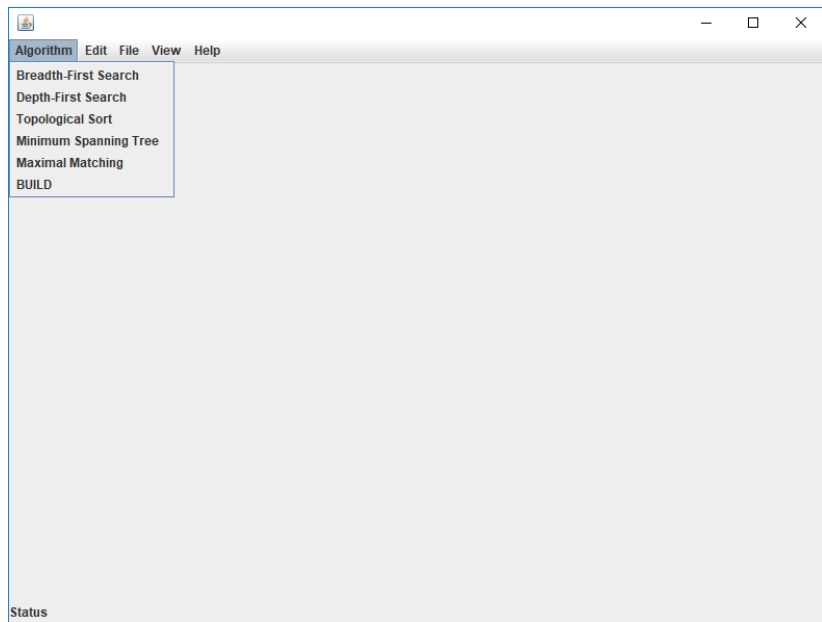 Algorithm Edit File View Help
Breadth-First Search
Depth-First Search
Topological Sort
Minimum Spanning Tree
Maximal Matching
BUILD
Status